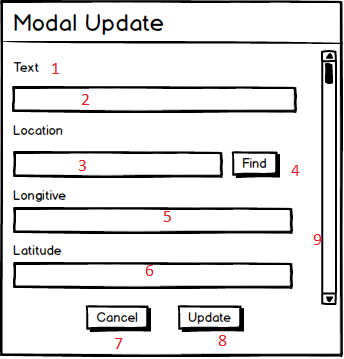 Modal Update
Text 1
2
Location
3
Find 4
Longitive
5
9
Latitude
6
Cancel Update
7 8